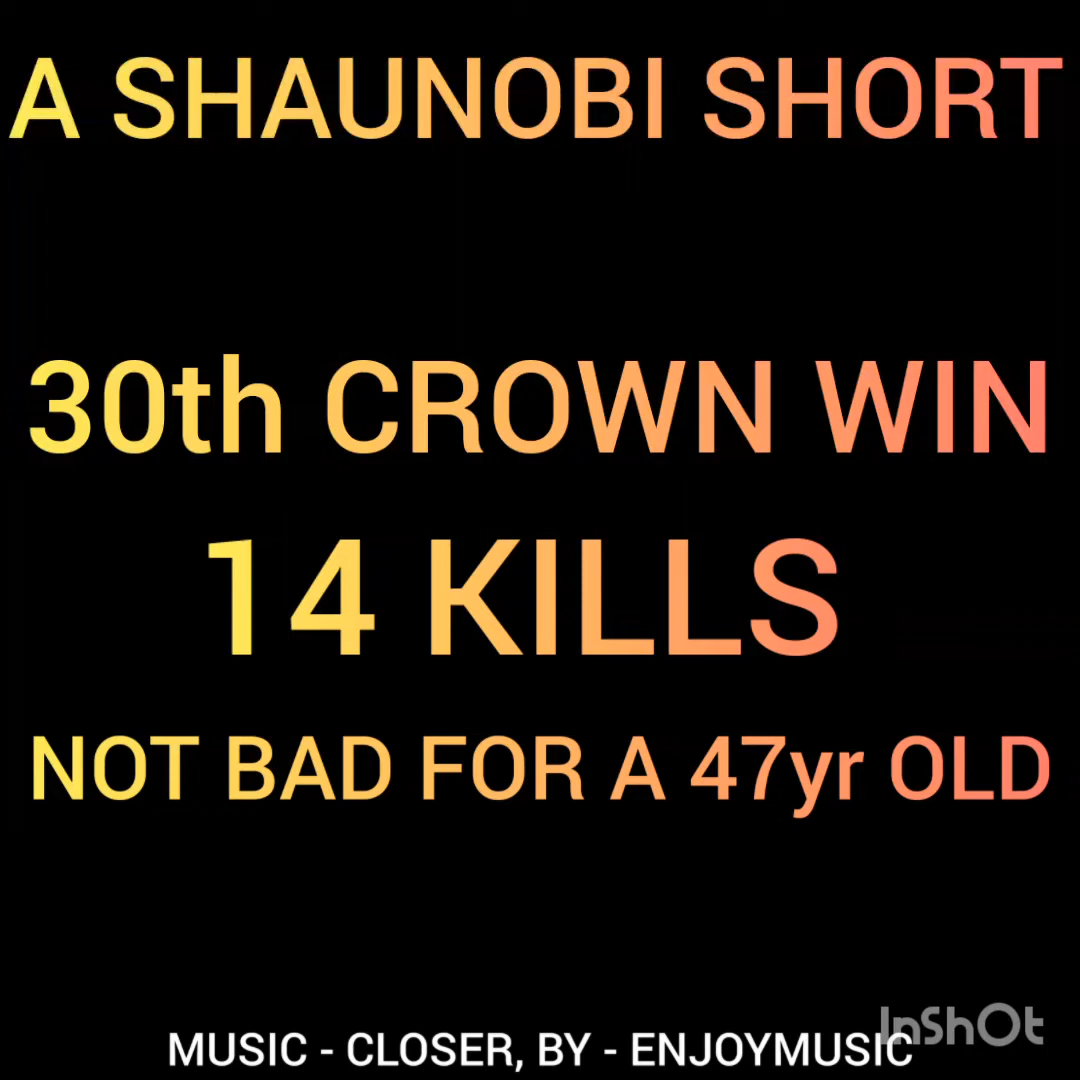 A SHAUNOBI SHORT
30th CROWN WIN
14 KILLS
NOT BAD FOR A 47yr OLD
InShOt
MUSIC - CLOSER, BY - ENJOYMUSIC